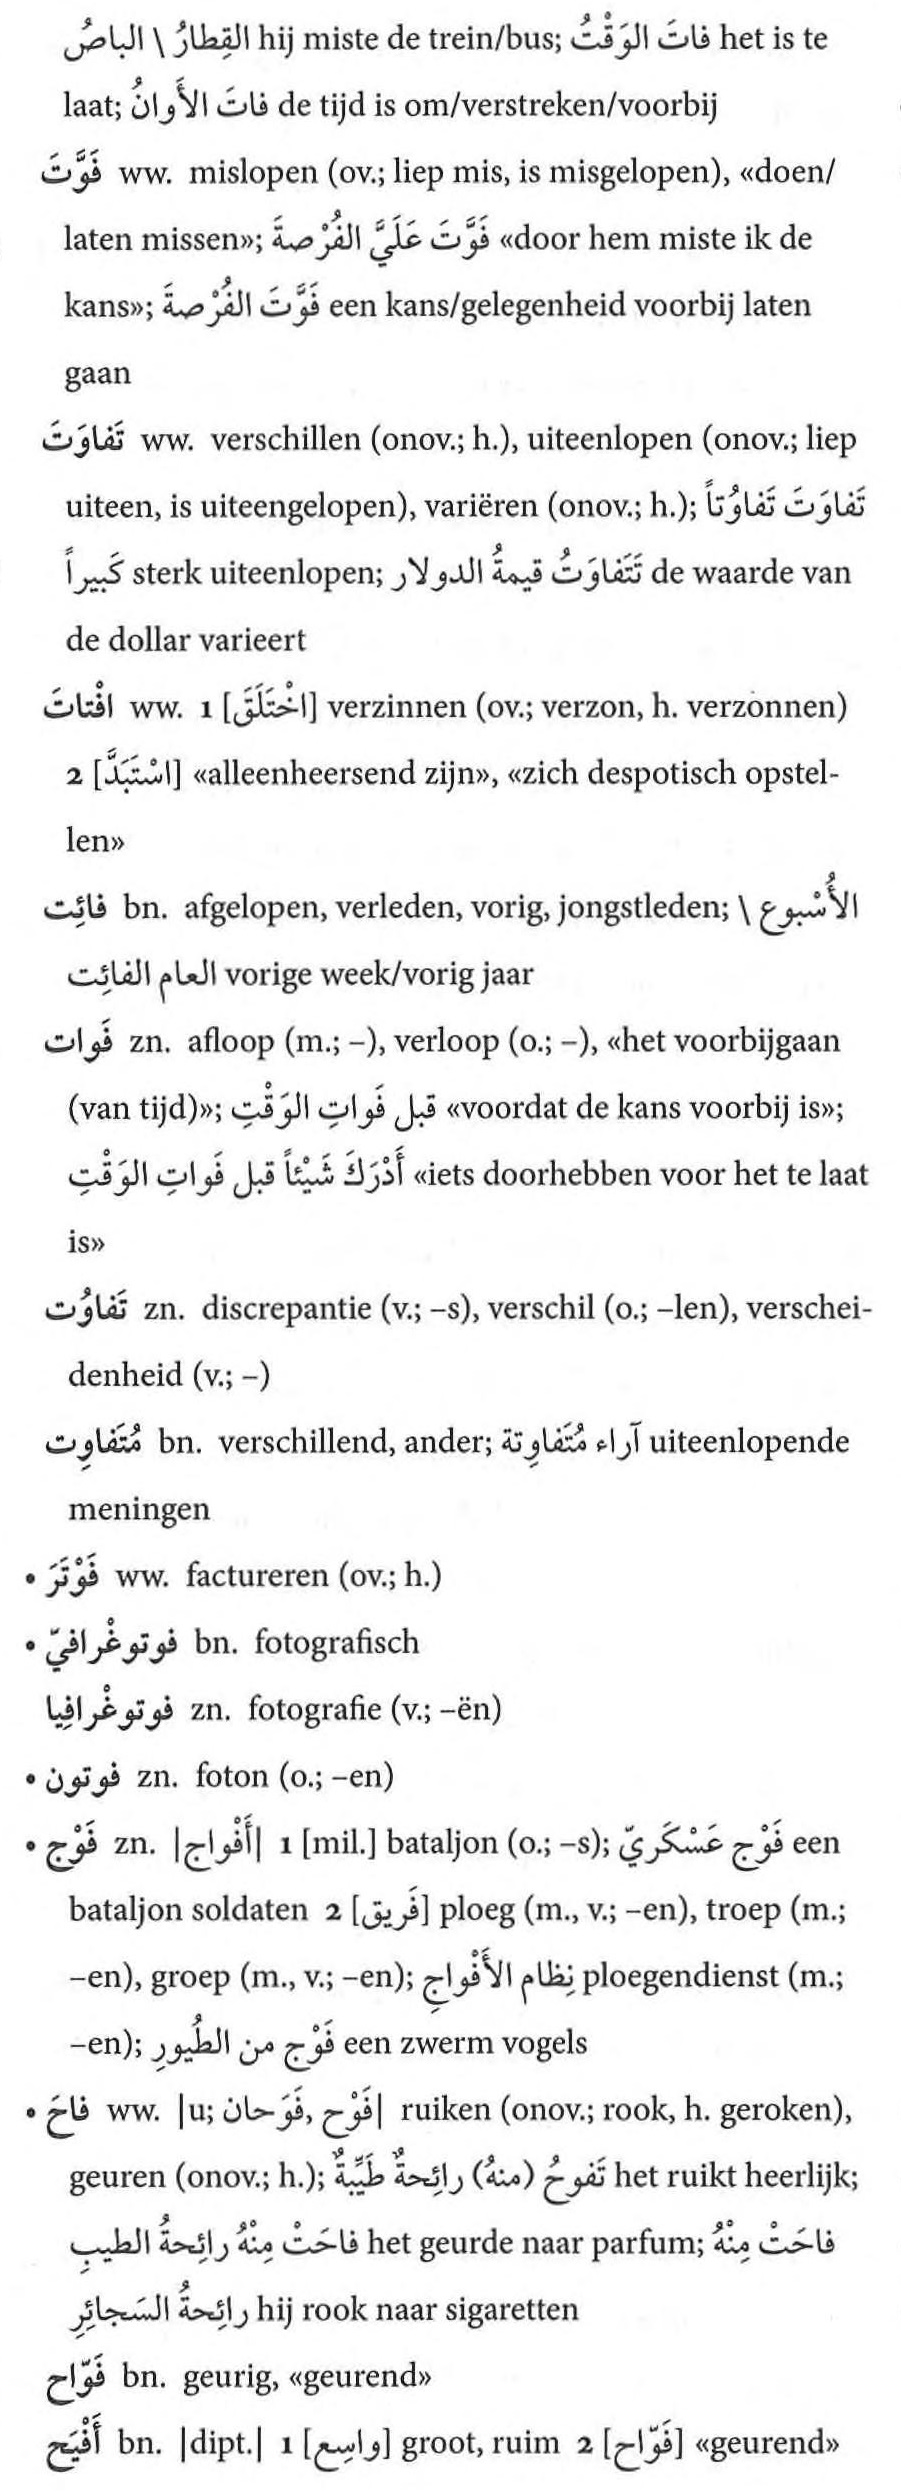 القِطارُ \ الباصُ hij miste de trein/bus; فاتَ الوَقْتُ het is te
laat; فاتَ الأَوانُ de tijd is om/verstreken/voorbij
فَوَّتَ ww. mislopen (ov.; liep mis, is misgelopen), «doen/
laten missen»; فَوَّتَ عَلَيَّ الفُرْصةَ «door hem miste ik de
kans»; فَوَّتَ الفُرْصةَ een kans/gelegenheid voorbij laten
gaan
تَفاوَتَ ww. verschillen (onov.; h.), uiteenlopen (onov.; liep
uiteen, is uiteengelopen), variëren (onov.; h.); تَفاوَتَ تَفاوُتاً
كَبيراً sterk uiteenlopen; تَتَفاوَتُ قيمةُ الدولار de waarde van
de dollar varieert
افْتاتَ ww. 1 [اخْتَلَقَ] verzinnen (ov.; verzon, h. verzonnen)
2 [اسْتَبَدَّ] «alleenheersend zijn», «zich despotisch opstel-
len»
فائِت bn. afgelopen, verleden, vorig, jongstleden; الأُسْبوع \
العام الفائِت vorige week/vorig jaar
فَوات zn. afloop (m.; –), verloop (o.; –), «het voorbijgaan
(van tijd)»; قبل فَواتِ الوَقْتِ «voordat de kans voorbij is»;
أَدْرَكَ شَيْئاً قبل فَواتِ الوَقْتِ «iets doorhebben voor het te laat
is»
تَفاوُت zn. discrepantie (v.; –s), verschil (o.; –len), verschei-
denheid (v.; –)
مُتَفاوِت bn. verschillend, ander; آراء مُتَفاوِتة uiteenlopende
meningen
• فَوْتَرَ ww. factureren (ov.; h.)
• فوتوغْرافيّ bn. fotografisch
فوتوغْرافِيا zn. fotografie (v.; –ën)
• فوتون zn. foton (o.; –en)
• فَوْج zn. |أَفْواج| 1 [mil.] bataljon (o.; –s); فَوْج عَسْكَريّ een
bataljon soldaten 2 [فَريق] ploeg (m., v.; –en), troep (m.;
–en), groep (m., v.; –en); نِظام الأَفْواجِ ploegendienst (m.;
–en); فَوْج من الطُيورِ een zwerm vogels
• فاحَ ww. |u; فَوْح, فَوَحان| ruiken (onov.; rook, h. geroken),
geuren (onov.; h.); تَفوحُ (منهُ) رائِحةٌ طَيِّبةٌ het ruikt heerlijk;
فاحَتْ مِنْهُ رائِحةُ الطيبِ het geurde naar parfum; فاحَتْ مِنْهُ
رائِحةُ السَجائِرِ hij rook naar sigaretten
فَوّاح bn. geurig, «geurend»
أَفْيَح bn. |dipt.| 1 [واسِع] groot, ruim 2 [فَوّاح] «geurend»